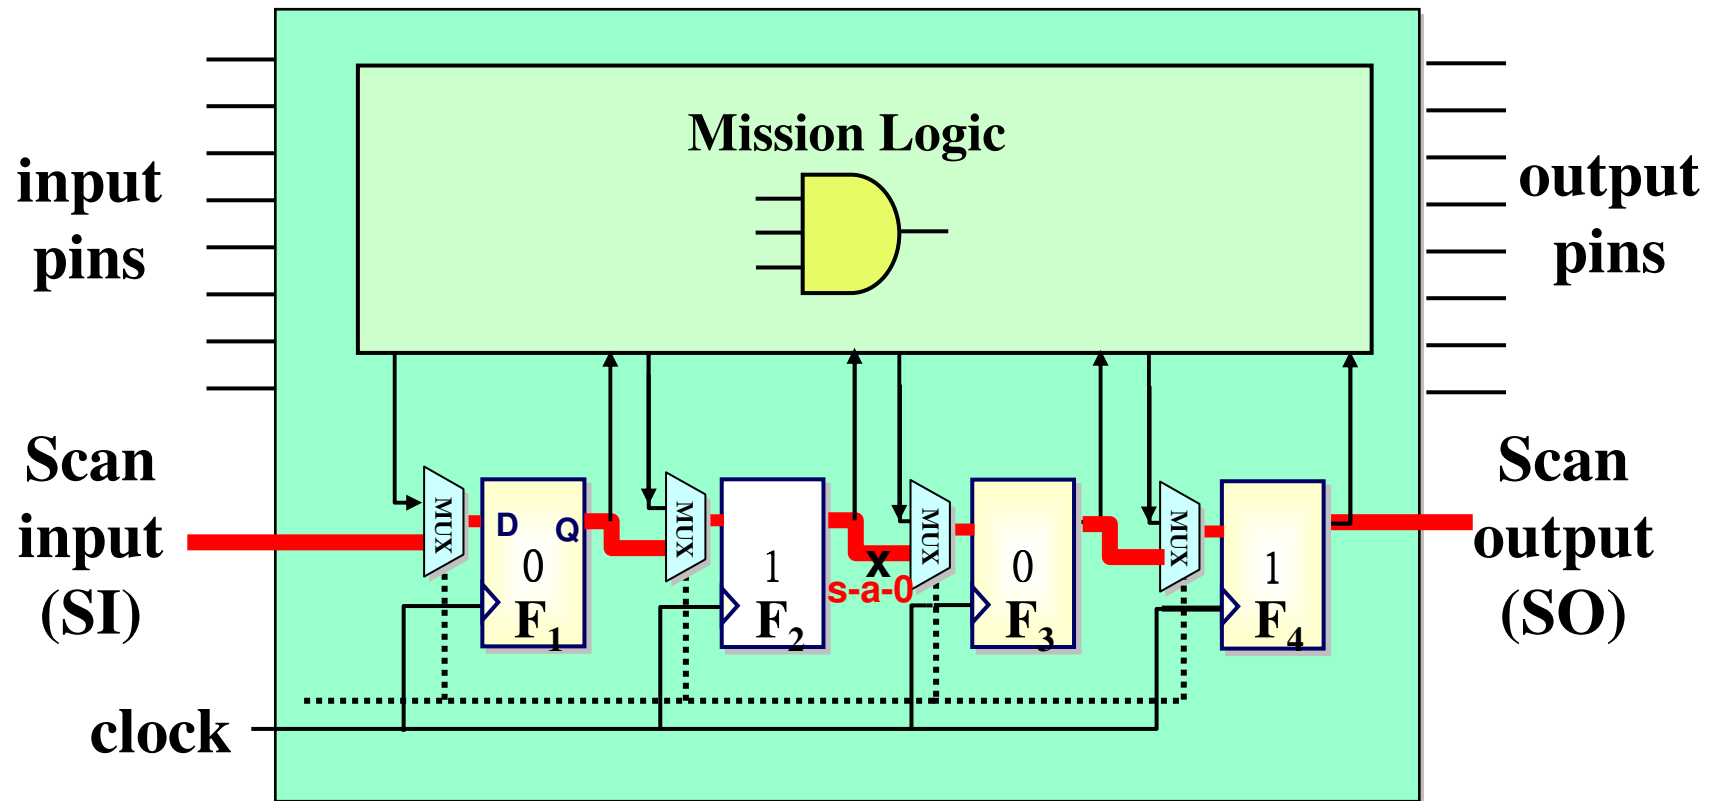 Mission Logic
input
pins
output
pins
Scan
input
(SI)
Scan
output
(SO)
MUX
D Q
0
F1
MUX
1
F2
x
s-a-0
MUX
0
F3
MUX
1
F4
clock